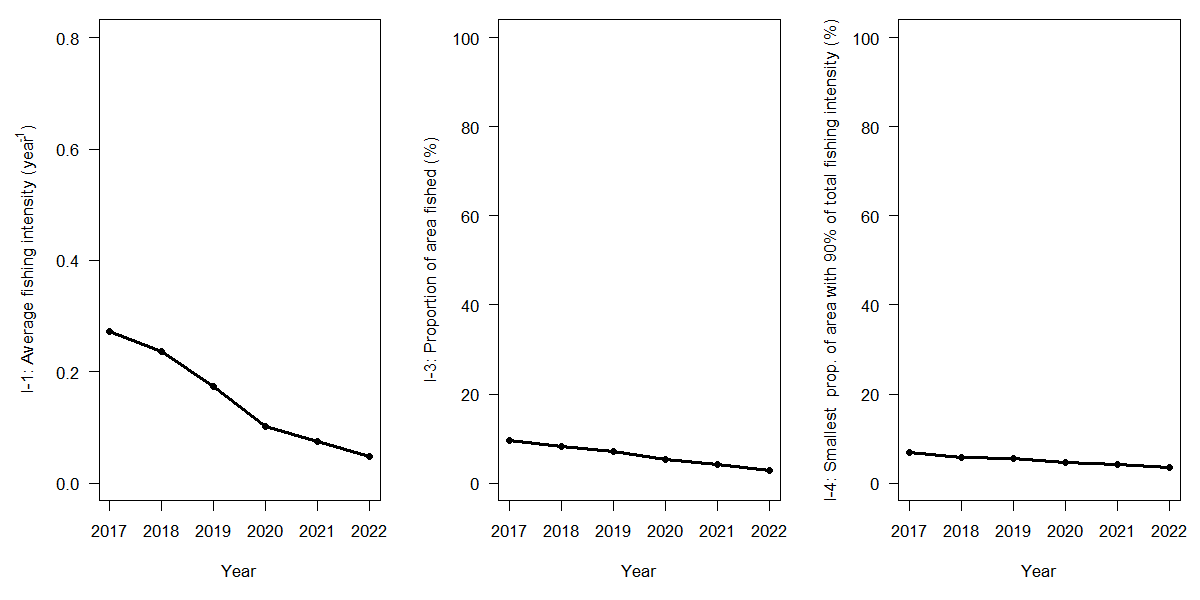 I-1: Average fishing intensity (year-1)
0.8
0.6
0.4
0.2
0.0
2017 2018 2019 2020 2021 2022
Year
I-3: Proportion of area fished (%)
100
80
60
40
20
0
2017 2018 2019 2020 2021 2022
Year
I-4: Smallest prop. of area with 90% of total fishing intensity (%)
100
80
60
40
20
0
2017 2018 2019 2020 2021 2022
Year